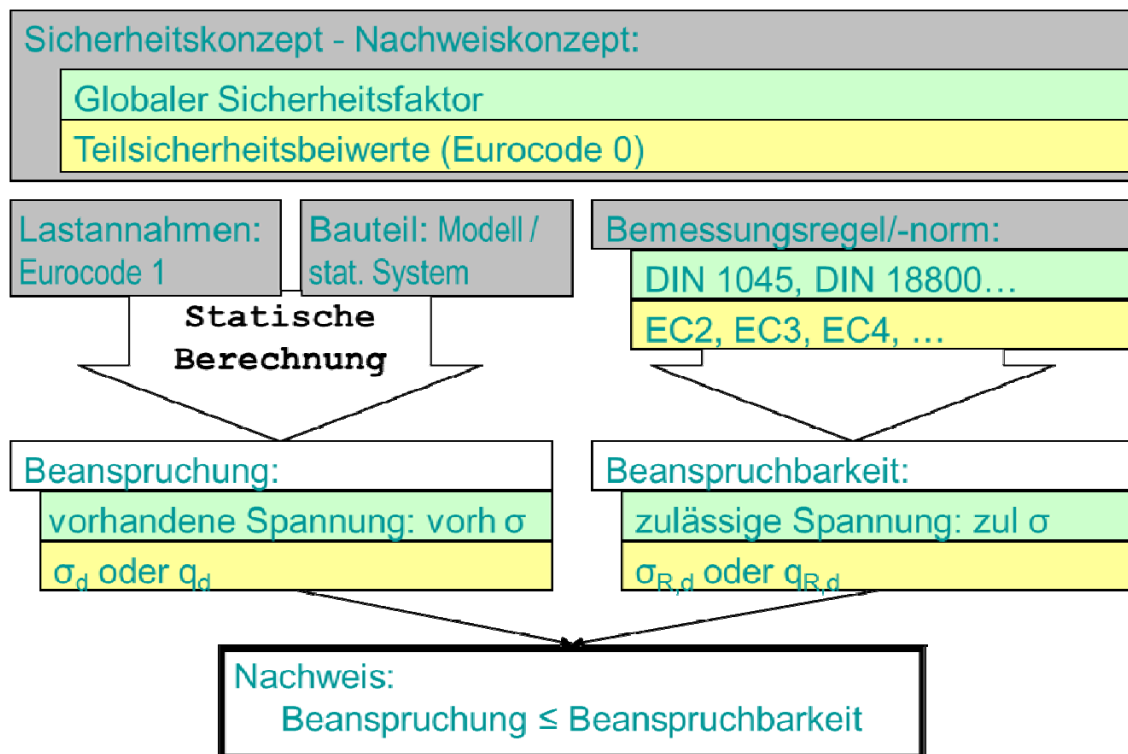 Sicherheitskonzept - Nachweiskonzept:
Globaler Sicherheitsfaktor
Teilsicherheitsbeiwerte (Eurocode 0)
Lastannahmen:
Eurocode 1
Bauteil: Modell /
stat. System
Bemessungsregel/-norm:
DIN 1045, DIN 18800...
EC2, EC3, EC4, ...
Statische
Berechnung
Beanspruchung:
vorhandene Spannung: vorh σ
σd oder qd
Beanspruchbarkeit:
zulässige Spannung: zul σ
σR,d oder qR,d
Nachweis:
Beanspruchung ≤ Beanspruchbarkeit